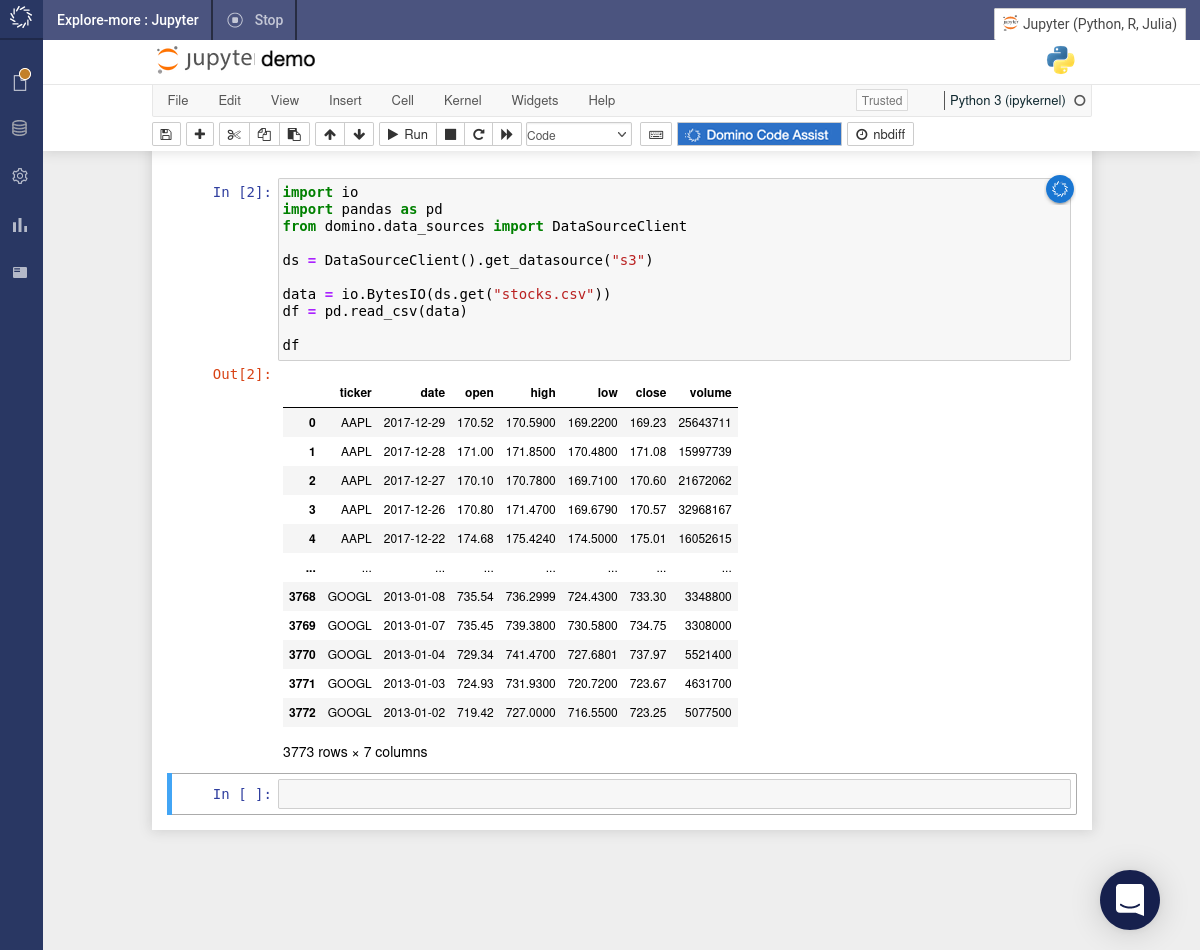 Explore-more : Jupyter Stop Jupyter (Python, R, Julia)
jupyter demo
File Edit View Insert Cell Kernel Widgets Help Trusted Python 3 (ipykernel)
Run Code Domino Code Assist nbdiff
In [2]:
import io
import pandas as pd
from domino.data_sources import DataSourceClient
ds = DataSourceClient().get_datasource("s3")
data = io.BytesIO(ds.get("stocks.csv"))
df = pd.read_csv(data)
df
Out[2]:
ticker date open high low close volume
0 AAPL 2017-12-29 170.52 170.5900 169.2200 169.23 25643711
1 AAPL 2017-12-28 171.00 171.8500 170.4800 171.08 15997739
2 AAPL 2017-12-27 170.10 170.7800 169.7100 170.60 21672062
3 AAPL 2017-12-26 170.80 171.4700 169.6790 170.57 32968167
4 AAPL 2017-12-22 174.68 175.4240 174.5000 175.01 16052615
... ... ... ... ... ... ... ...
3768 GOOGL 2013-01-08 735.54 736.2999 724.4300 733.30 3348800
3769 GOOGL 2013-01-07 735.45 739.3800 730.5800 734.75 3308000
3770 GOOGL 2013-01-04 729.34 741.4700 727.6801 737.97 5521400
3771 GOOGL 2013-01-03 724.93 731.9300 720.7200 723.67 4631700
3772 GOOGL 2013-01-02 719.42 727.0000 716.5500 723.25 5077500
3773 rows × 7 columns
In [ ]: